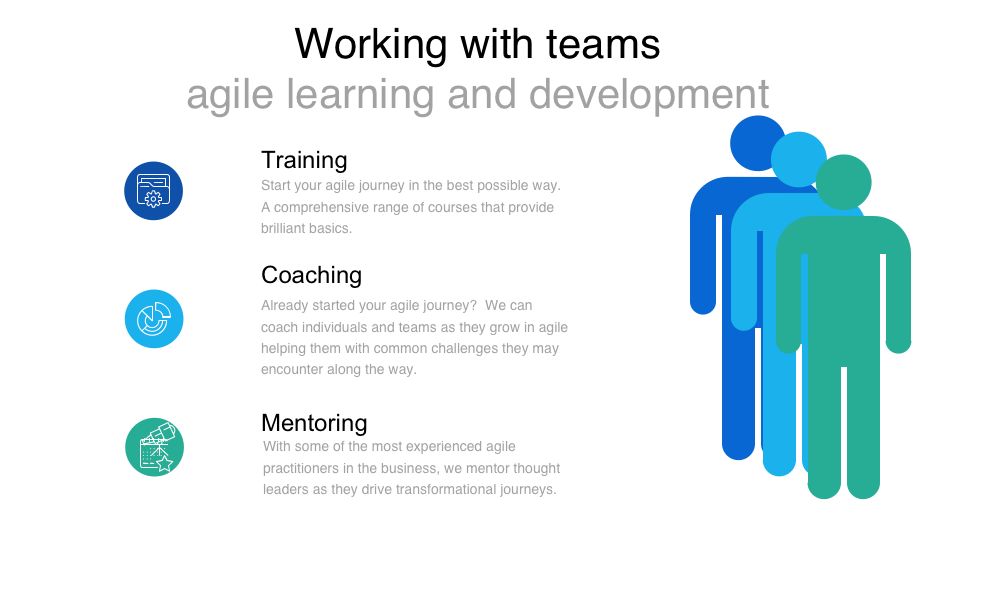 Working with teams
agile learning and development
Training
Start your agile journey in the best possible way.
A comprehensive range of courses that provide
brilliant basics.
Coaching
Already started your agile journey?  We can
coach individuals and teams as they grow in agile
helping them with common challenges they may
encounter along the way.
Mentoring
With some of the most experienced agile
practitioners in the business, we mentor thought
leaders as they drive transformational journeys.